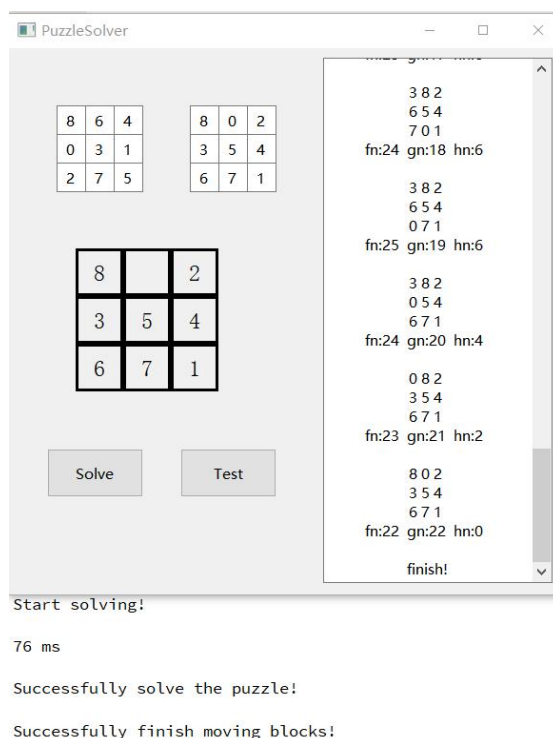 PuzzleSolver
8 6 4
0 3 1
2 7 5
8 0 2
3 5 4
6 7 1
8 2
3 5 4
6 7 1
Solve
Test
3 8 2
6 5 4
7 0 1
fn:24 gn:18 hn:6
3 8 2
6 5 4
0 7 1
fn:25 gn:19 hn:6
3 8 2
0 5 4
6 7 1
fn:24 gn:20 hn:4
0 8 2
3 5 4
6 7 1
fn:23 gn:21 hn:2
8 0 2
3 5 4
6 7 1
fn:22 gn:22 hn:0
finish!
Start solving!
76 ms
Successfully solve the puzzle!
Successfully finish moving blocks!